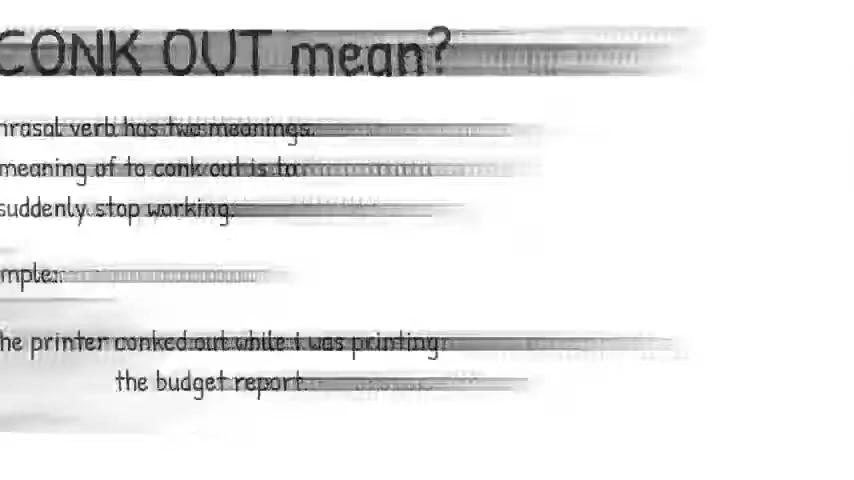 CONK OUT mean?
hrasal verb has two meanings.
meaning of to conk out is to
suddenly stop working.
mple:
he printer conked out while I was printing
the budget report.